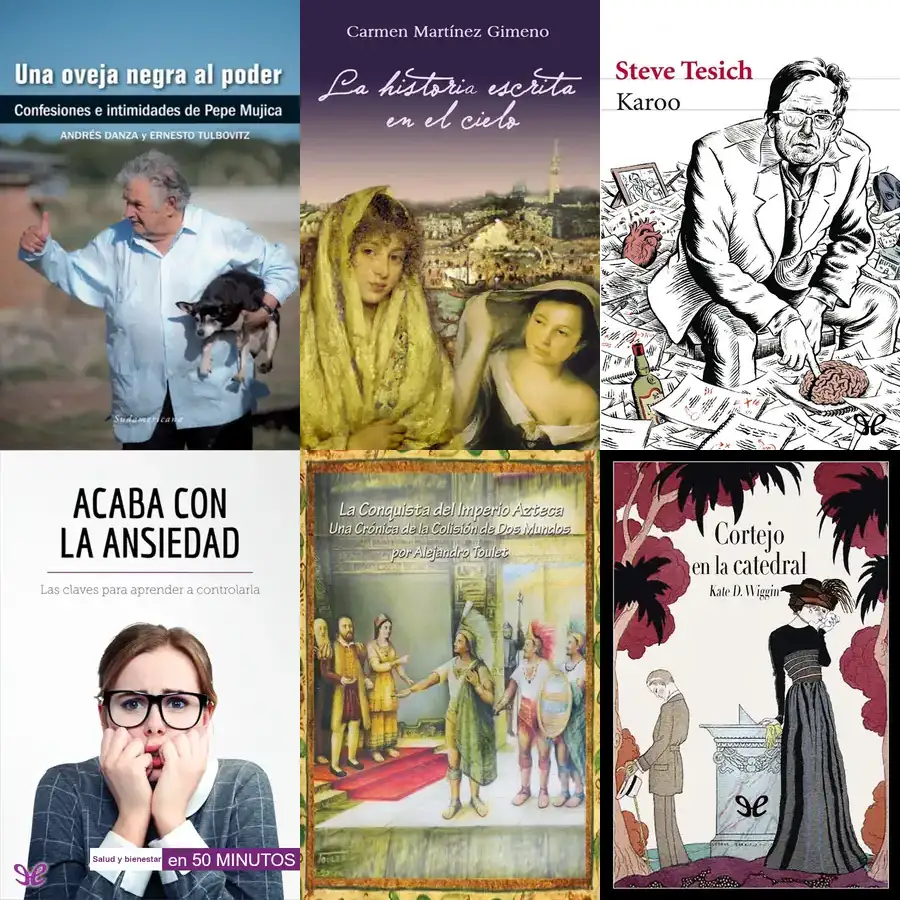 Una oveja negra al poder
Confesiones e intimidades de Pepe Mujica
ANDRÉS DANZA y ERNESTO TULBOVITZ
Sudamericana
Carmen Martínez Gimeno
La historia escrita
en el cielo
Steve Tesich
Karoo
ACABA CON
LA ANSIEDAD
Las claves para aprender a controlarla
Salud y bienestar
en 50 MINUTOS
La Conquista del Imperio Azteca
Una Crónica de la Colisión de Dos Mundos
por Alejandro Toulet
Cortejo
en la catedral
Kate D. Wiggin